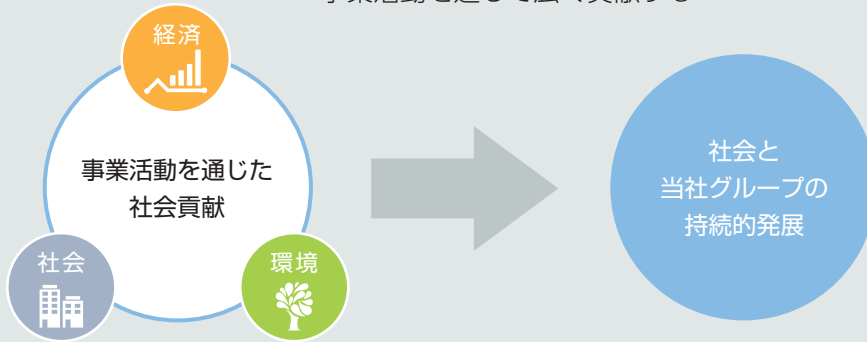 経済
事業活動を通じた
社会貢献
社会
環境
社会と
当社グループの
持続的発展